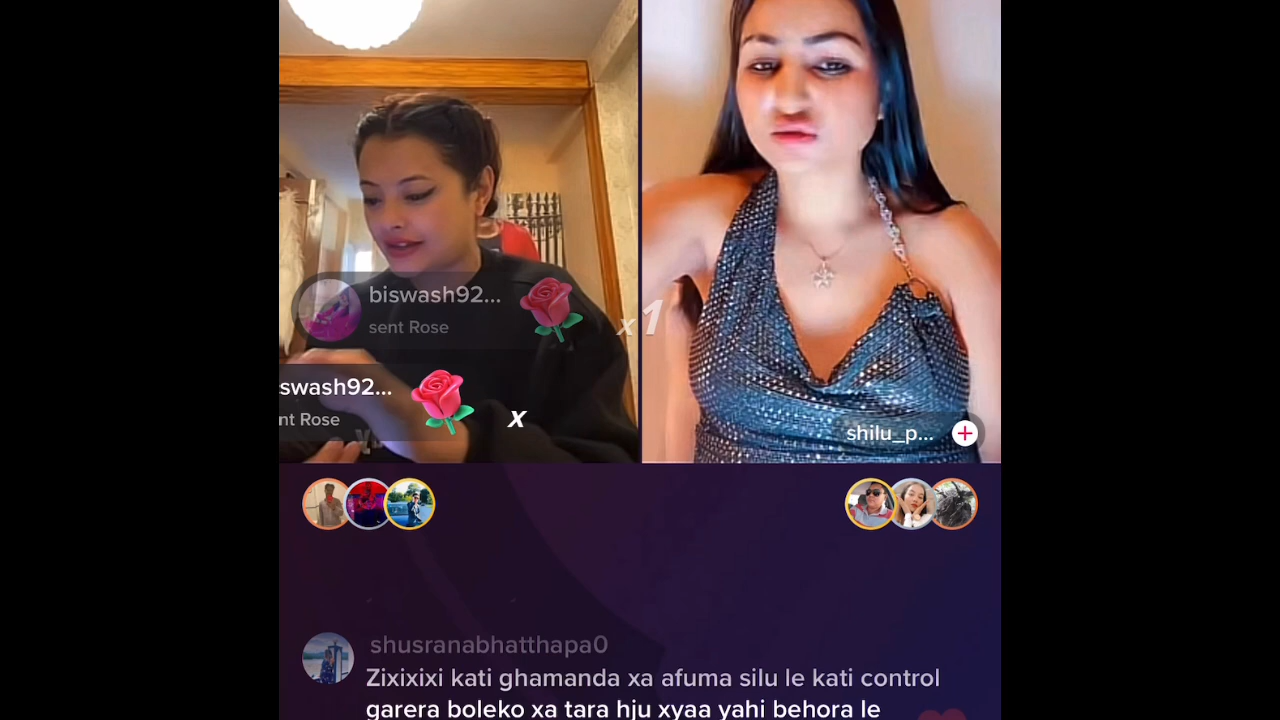 biswash92...
sent Rose
x1
swash92...
nt Rose
x
shilu_p...
shusranabhatthapa0
Zixixixi kati ghamanda xa afuma silu le kati control
garera boleko xa tara hju xyaa yahi behora le